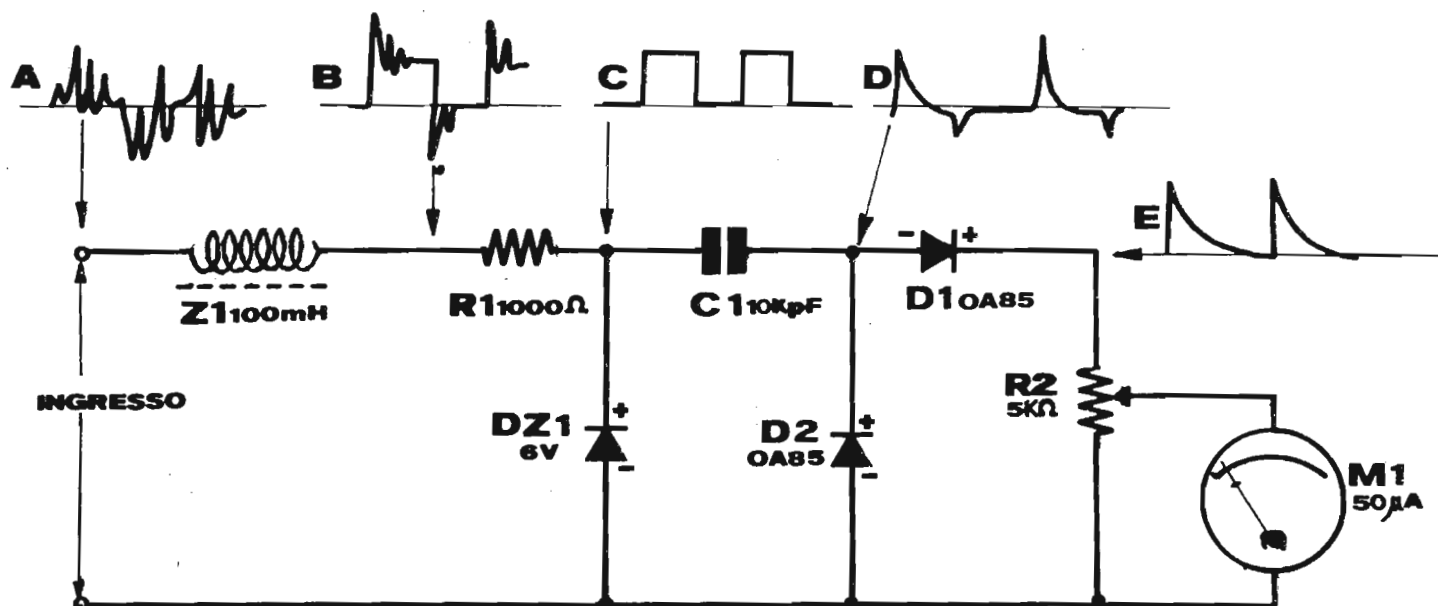 A
B
C
D
E
Z1 100mH
R1 1000Ω
C1 10KpF
- +
D1 OA85
INGRESSO
DZ1
6V
+
-
D2
OA85
+
-
R2
5KΩ
M1
50µA